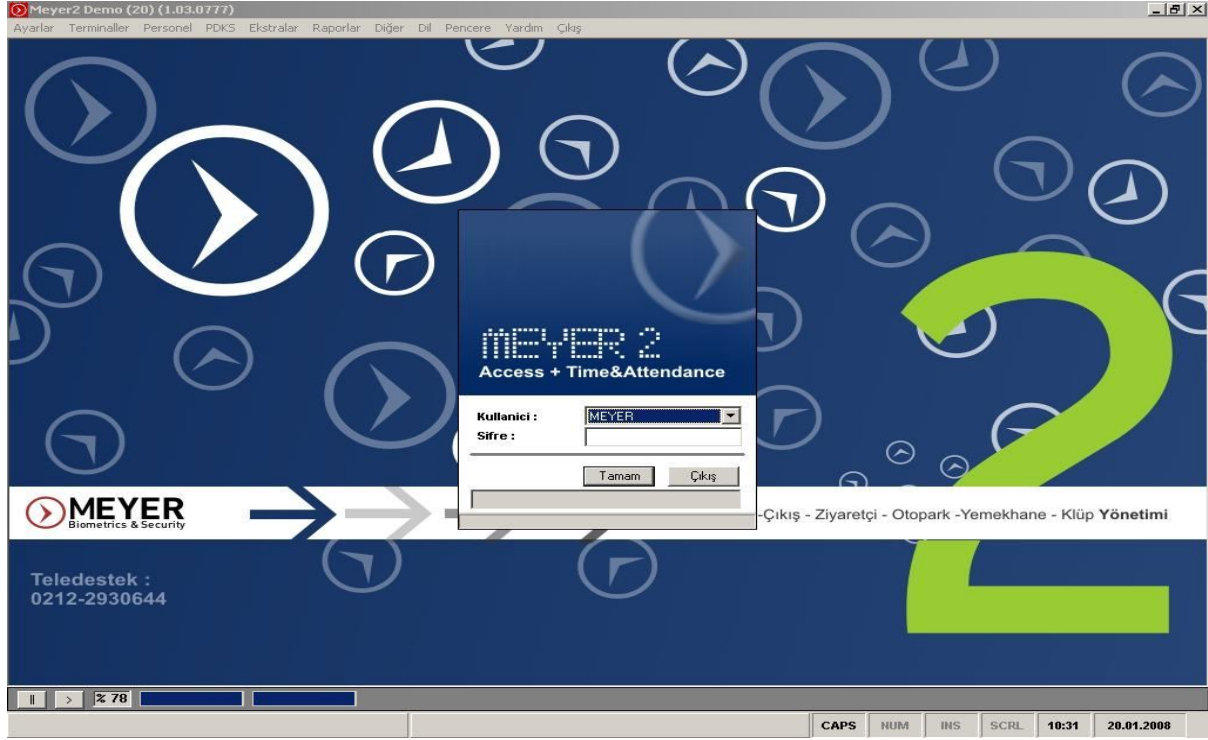 Meyer2 Demo (20) (1.03.0777)
Ayarlar Terminaller Personel PDKS Ekstralar Raporlar Diğer Dil Pencere Yardım Çıkış
2
MEYER 2
Access + Time&Attendance
Kullanici : MEYER
Sifre :
Tamam Çıkış
MEYER
Biometrics & Security
-Çıkış - Ziyaretçi - Otopark -Yemekhane - Klüp Yönetimi
Teledestek :
0212-2930644
|| > % 78
CAPS NUM INS SCRL 10:31 20.01.2008